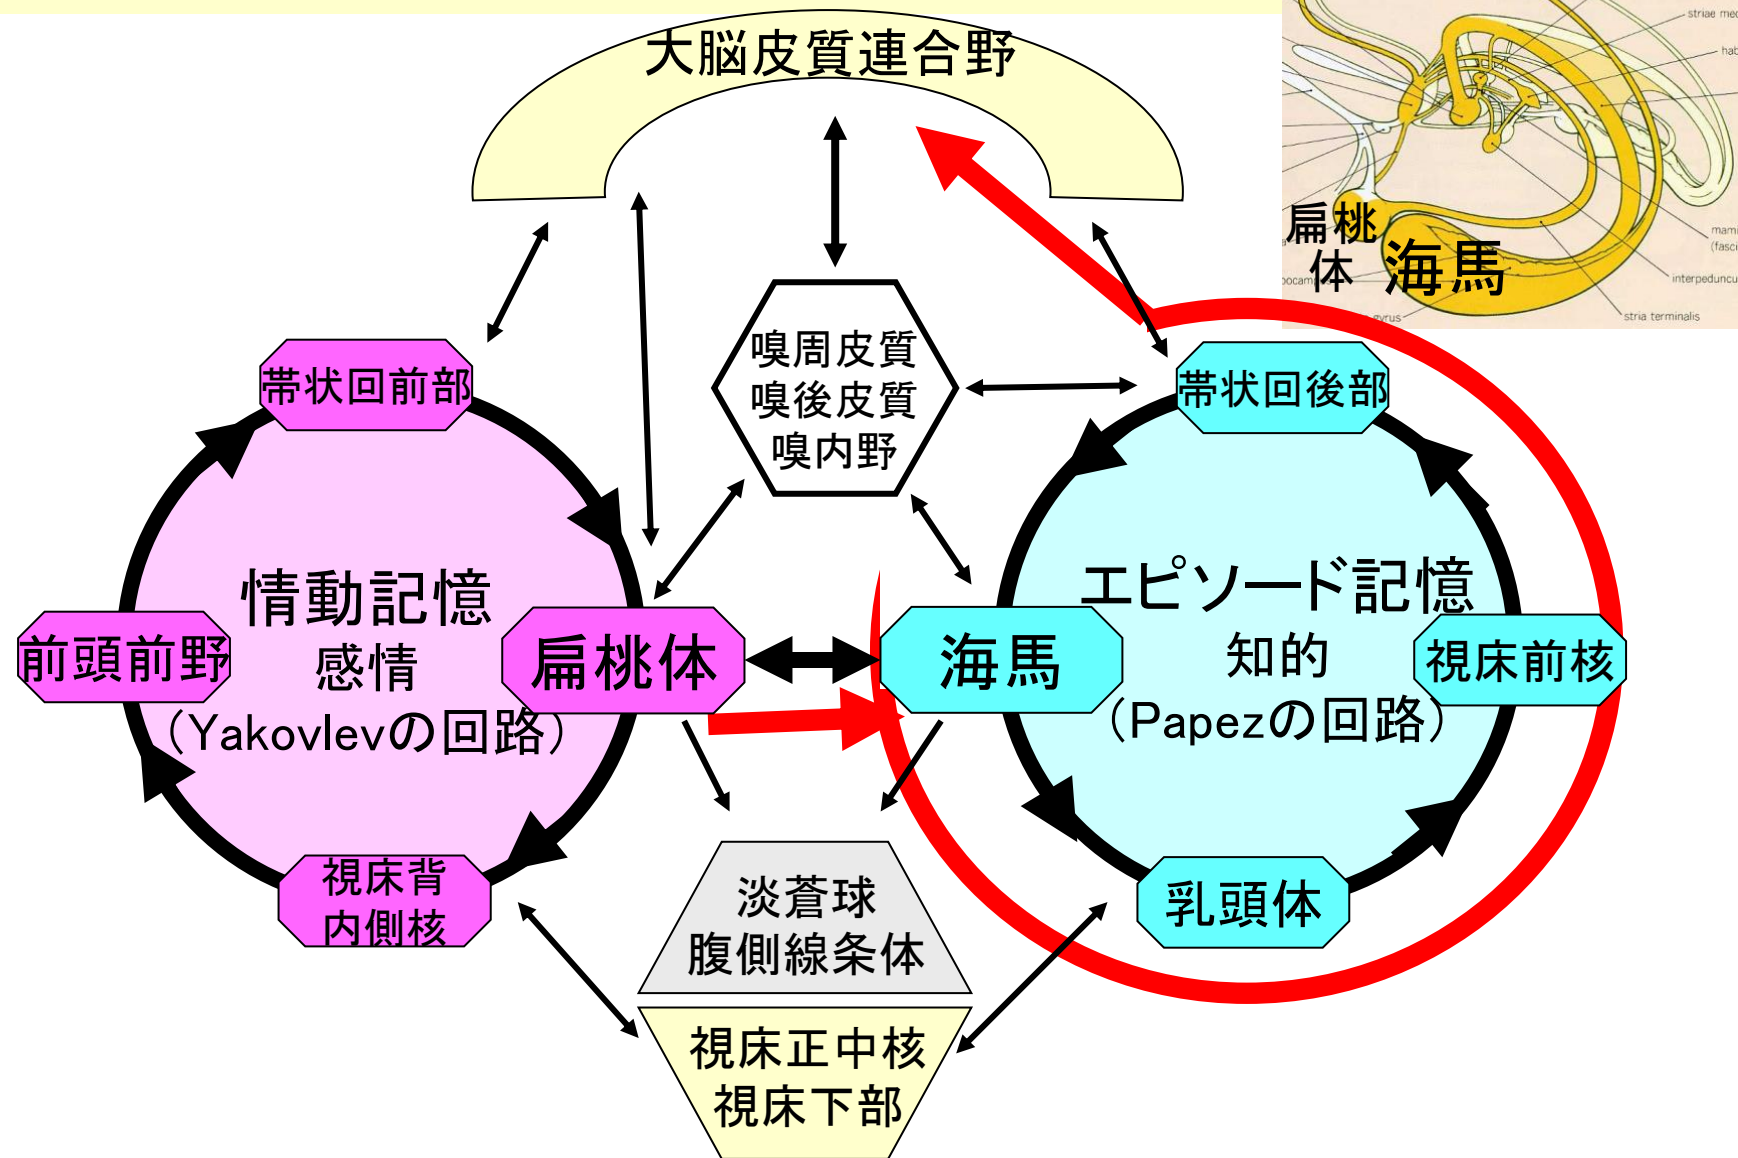 大脳皮質連合野
扁桃
体
海馬
interpeduncu
stria terminalis
嗅周皮質
嗅後皮質
嗅内野
帯状回前部
帯状回後部
情動記憶
感情
（Yakovlevの回路）
エピソード記憶
知的
（Papezの回路）
前頭前野
扁桃体
海馬
視床前核
視床背
内側核
乳頭体
淡蒼球
腹側線条体
視床正中核
視床下部